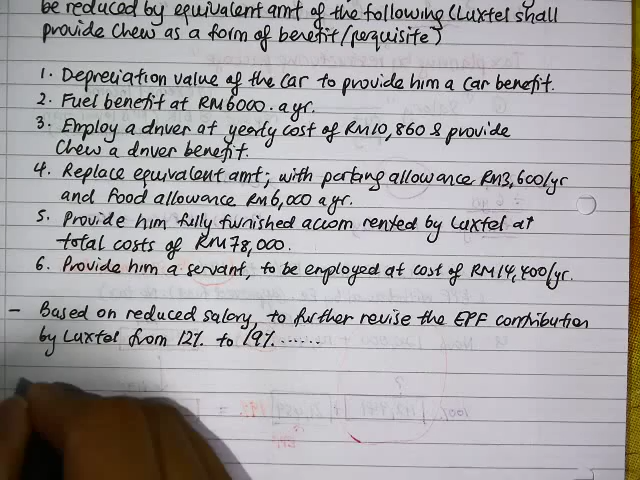 be reduced by equivalent amt of the following (Luxtel shall
provide Chew as a form of benefit/perquisite)
1. Depreciation value of the car to provide him a car benefit.
2. Fuel benefit at RM6000. a yr.
3. Employ a driver at yearly cost of RM10,860 & provide
Chew a driver benefit.
4. Replace equivalent amt; with parking allowance RM3,600/yr
and food allowance RM6,000 a yr.
5. Provide him fully furnished accom rented by Luxtel at
total costs of RM78,000.
6. Provide him a servant, to be employed at cost of RM14,400/yr.
- Based on reduced salary, to further revise the EPF contribution
by Luxtel from 12% to 19%......